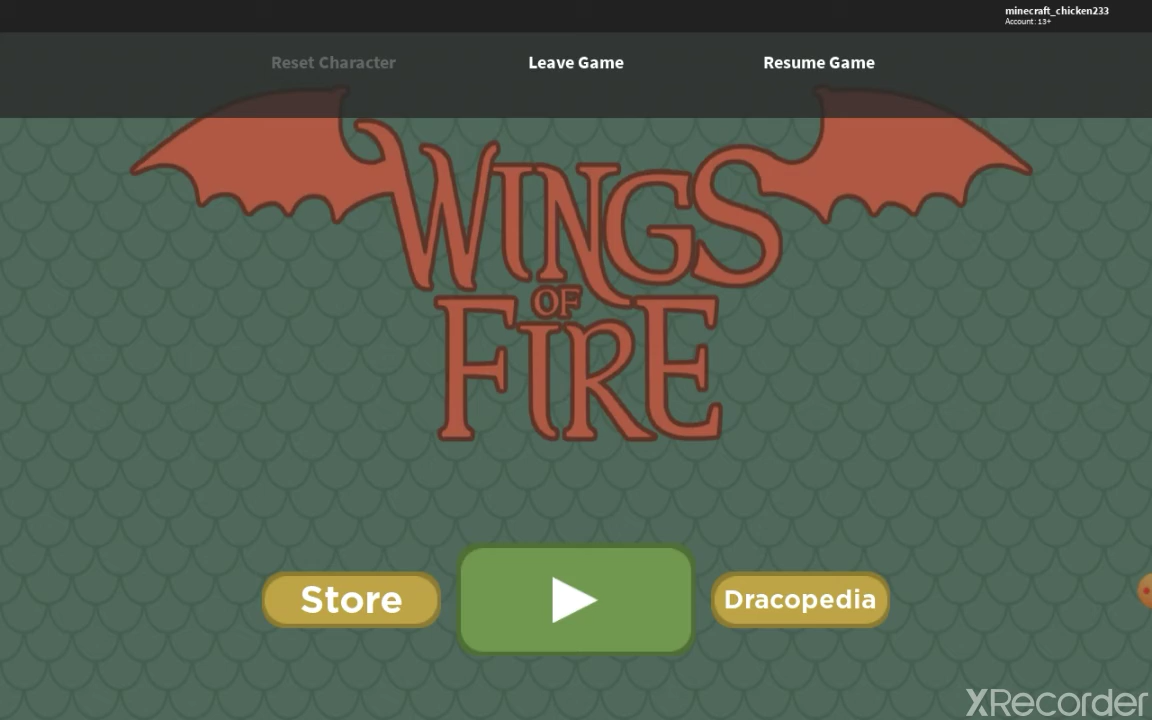 minecraft_chicken233
Account: 13+
Reset Character
Leave Game
Resume Game
WINGS
OF
FIRE
Store
Dracopedia
XRecorder